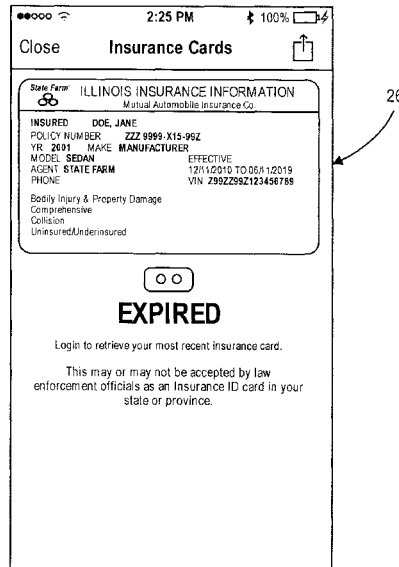 2:25 PM 100%
Close Insurance Cards
State Farm ILLINOIS INSURANCE INFORMATION
Mutual Automobile Insurance Co.
INSURED DOE, JANE
POLICY NUMBER ZZZ 9999-X15-99Z
YR 2001 MAKE MANUFACTURER
MODEL SEDAN EFFECTIVE
AGENT STATE FARM 12/11/2010 TO 06/11/2019
PHONE VIN Z99ZZ99Z123456789
Bodily Injury & Property Damage
Comprehensive
Collision
Uninsured/Underinsured
EXPIRED
Login to retrieve your most recent insurance card.
This may or may not be accepted by law
enforcement officials as an Insurance ID card in your
state or province.